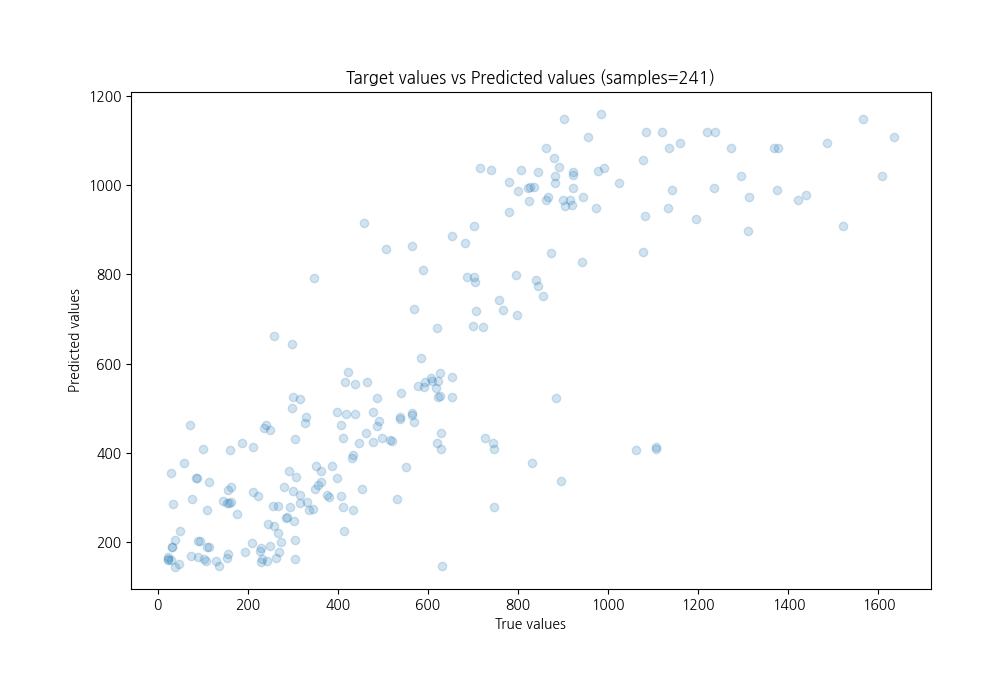 Target values vs Predicted values (samples=241)
1200
1000
800
600
400
200
Predicted values
0 200 400 600 800 1000 1200 1400 1600
True values